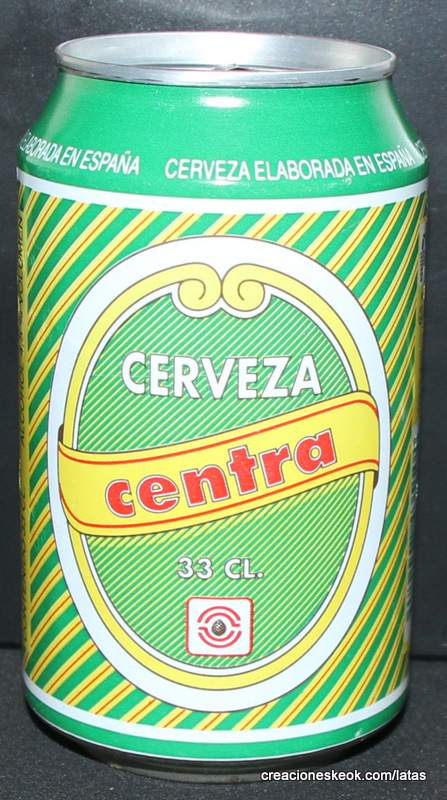 ELABORADA EN ESPAÑA CERVEZA ELABORADA EN ESPAÑA
CERVEZA
centra
33 CL.
creacioneskeok.com/latas